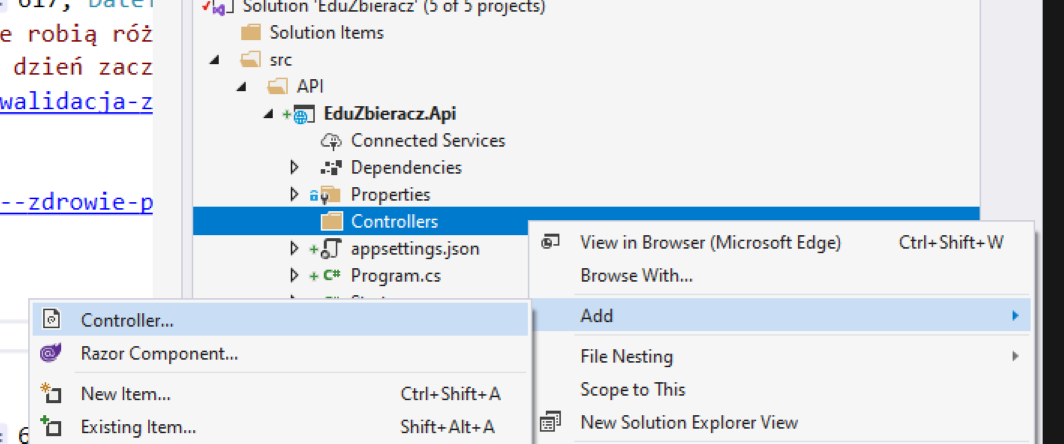 617, Datel
Solution 'EduZbieracz' (5 of 5 projects)
e robią róż
Solution Items
dzień zacz
src
API
walidacja-z
EduZbieracz.Api
Connected Services
Dependencies
Properties
--zdrowie-p
Controllers
appsettings.json
C# Program.cs
View in Browser (Microsoft Edge) Ctrl+Shift+W
Browse With...
Add
File Nesting
Scope to This
New Solution Explorer View
Controller...
Razor Component...
New Item... Ctrl+Shift+A
Existing Item... Shift+Alt+A